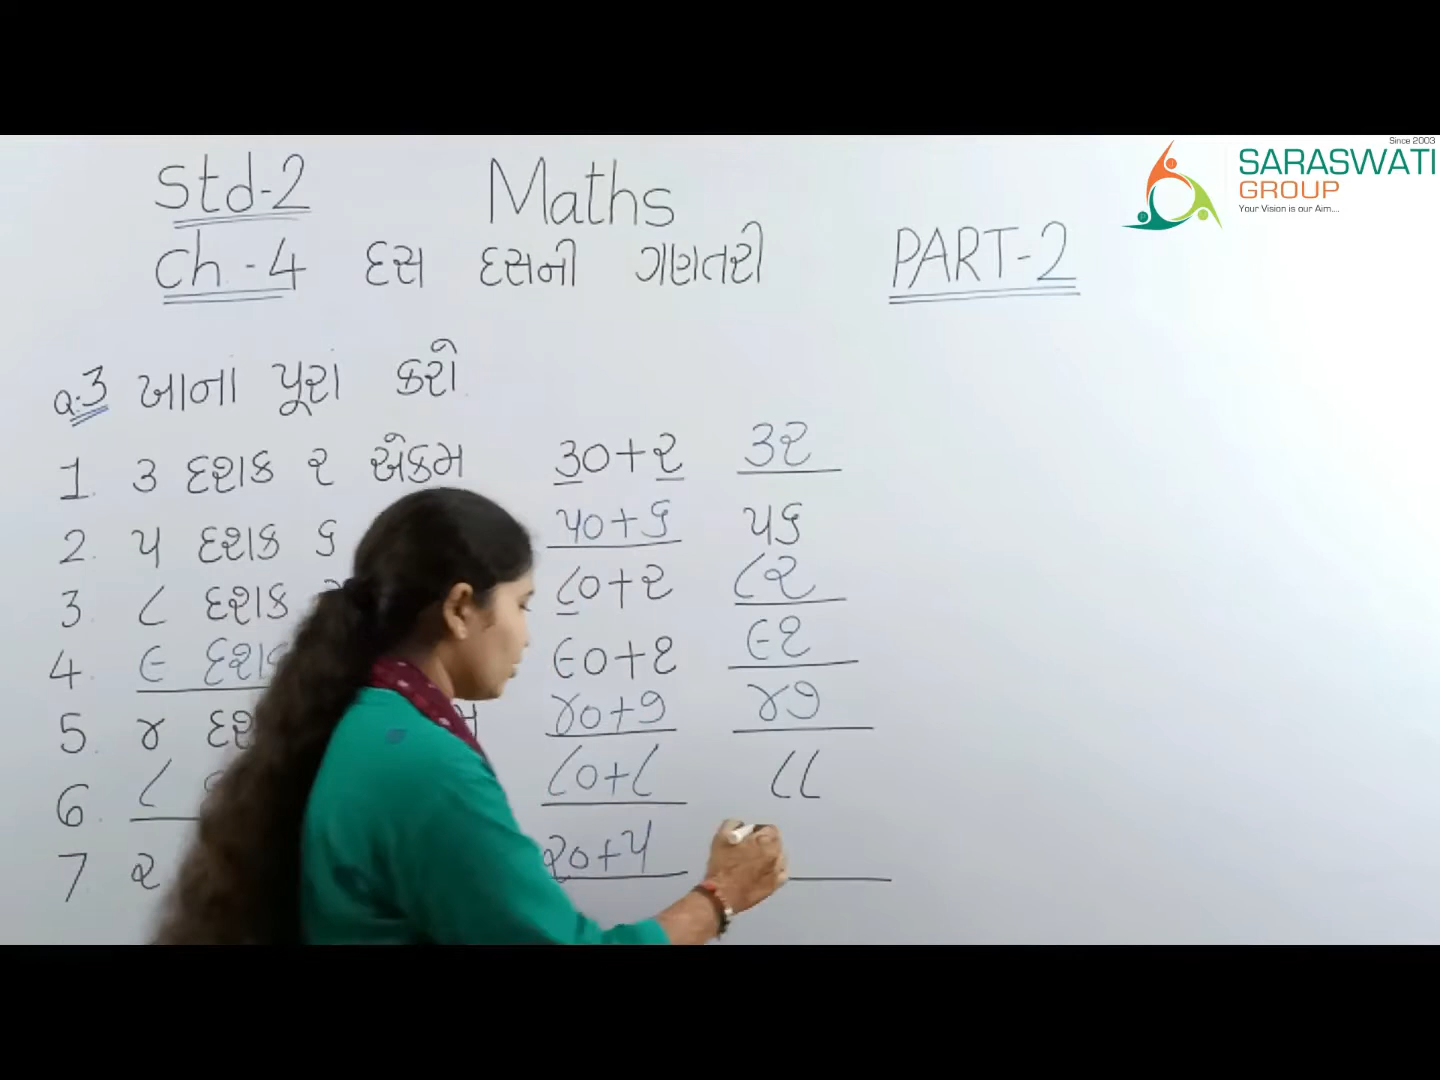 Since 2003
SARASWATI
GROUP
Your Vision is our Aim....
Std-2 Maths
Ch.-4 દસ દસની ગણતરી PART-2
Q.3 ખાના પૂરાં કરો
1. ૩ દશક ૨ એકમ ૩૦+૨ ૩૨
2. ૫ દશક ૬ ૫૦+૬ ૫૬
3. ૮ દશક ૮૦+૨ ૮૨
4. ૯ દશક ૯૦+૧ ૯૧
5. ૪ ૪૦+૭ ૪૭
6. ૮ ૮૦+૮ ૮૮
7. ૨ ૨૦+૫